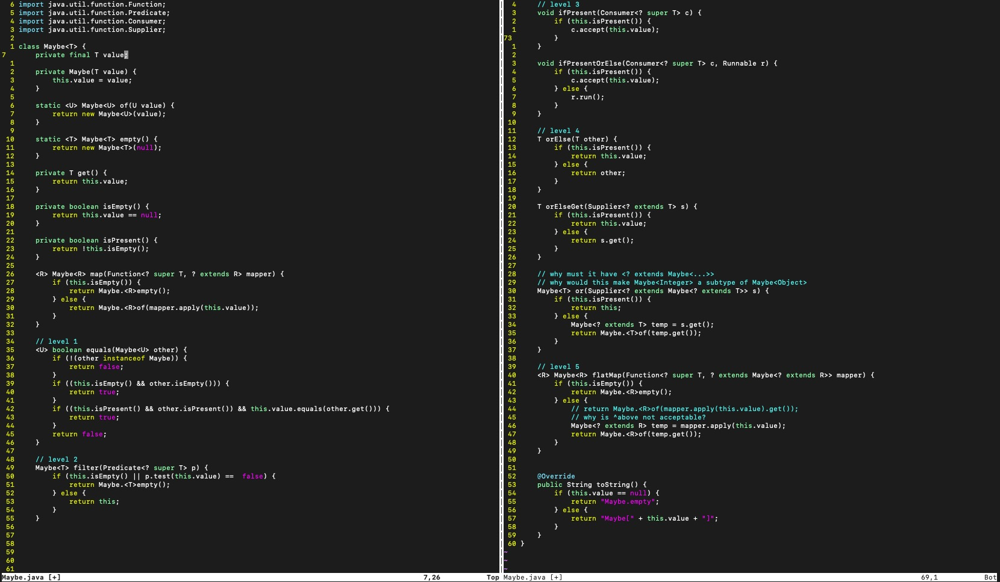 6 import java.util.function.Function;
5 import java.util.function.Predicate;
4 import java.util.function.Consumer;
3 import java.util.function.Supplier;
2
1 class Maybe<T> {
7     private final T value;
1
2     private Maybe(T value) {
3         this.value = value;
4     }
5
6     static <U> Maybe<U> of(U value) {
7         return new Maybe<U>(value);
8     }
9
10     static <T> Maybe<T> empty() {
11         return new Maybe<T>(null);
12     }
13
14     private T get() {
15         return this.value;
16     }
17
18     private boolean isEmpty() {
19         return this.value == null;
20     }
21
22     private boolean isPresent() {
23         return !this.isEmpty();
24     }
25
26     <R> Maybe<R> map(Function<? super T, ? extends R> mapper) {
27         if (this.isEmpty()) {
28             return Maybe.<R>empty();
29         } else {
30             return Maybe.<R>of(mapper.apply(this.value));
31         }
32     }
33
34     // level 1
35     <U> boolean equals(Maybe<U> other) {
36         if (!(other instanceof Maybe)) {
37             return false;
38         }
39         if ((this.isEmpty() && other.isEmpty())) {
40             return true;
41         }
42         if ((this.isPresent() && other.isPresent()) && this.value.equals(other.get())) {
43             return true;
44         }
45         return false;
46     }
47
48     // level 2
49     Maybe<T> filter(Predicate<? super T> p) {
50         if (this.isEmpty() || p.test(this.value) ==  false) {
51             return Maybe.<T>empty();
52         } else {
53             return this;
54         }
55     }
56
57
58
59
60
61
Maybe.java [+] 7,26 Top
4     // level 3
3     void ifPresent(Consumer<? super T> c) {
2         if (this.isPresent()) {
1             c.accept(this.value);
73         }
1     }
2
3     void ifPresentOrElse(Consumer<? super T> c, Runnable r) {
4         if (this.isPresent()) {
5             c.accept(this.value);
6         } else {
7             r.run();
8         }
9     }
10
11     // level 4
12     T orElse(T other) {
13         if (this.isPresent()) {
14             return this.value;
15         } else {
16             return other;
17         }
18     }
19
20     T orElseGet(Supplier<? extends T> s) {
21         if (this.isPresent()) {
22             return this.value;
23         } else {
24             return s.get();
25         }
26     }
27
28     // why must it have <? extends Maybe<...>>
29     // why would this make Maybe<Integer> a subtype of Maybe<Object>
30     Maybe<T> or(Supplier<? extends Maybe<? extends T>> s) {
31         if (this.isPresent()) {
32             return this;
33         } else {
34             Maybe<? extends T> temp = s.get();
35             return Maybe.<T>of(temp.get());
36         }
37     }
38
39     // level 5
40     <R> Maybe<R> flatMap(Function<? super T, ? extends Maybe<? extends R>> mapper) {
41         if (this.isEmpty()) {
42             return Maybe.<R>empty();
43         } else {
44             // return Maybe.<R>of(mapper.apply(this.value).get());
45             // why is ^above not acceptable?
46             Maybe<? extends R> temp = mapper.apply(this.value);
47             return Maybe.<R>of(temp.get());
48         }
49     }
50
51
52     @Override
53     public String toString() {
54         if (this.value == null) {
55             return "Maybe.empty";
56         } else {
57             return "Maybe[" + this.value + "]";
58         }
59     }
60 }
~
~
~
Maybe.java [+] 69,1 Bot